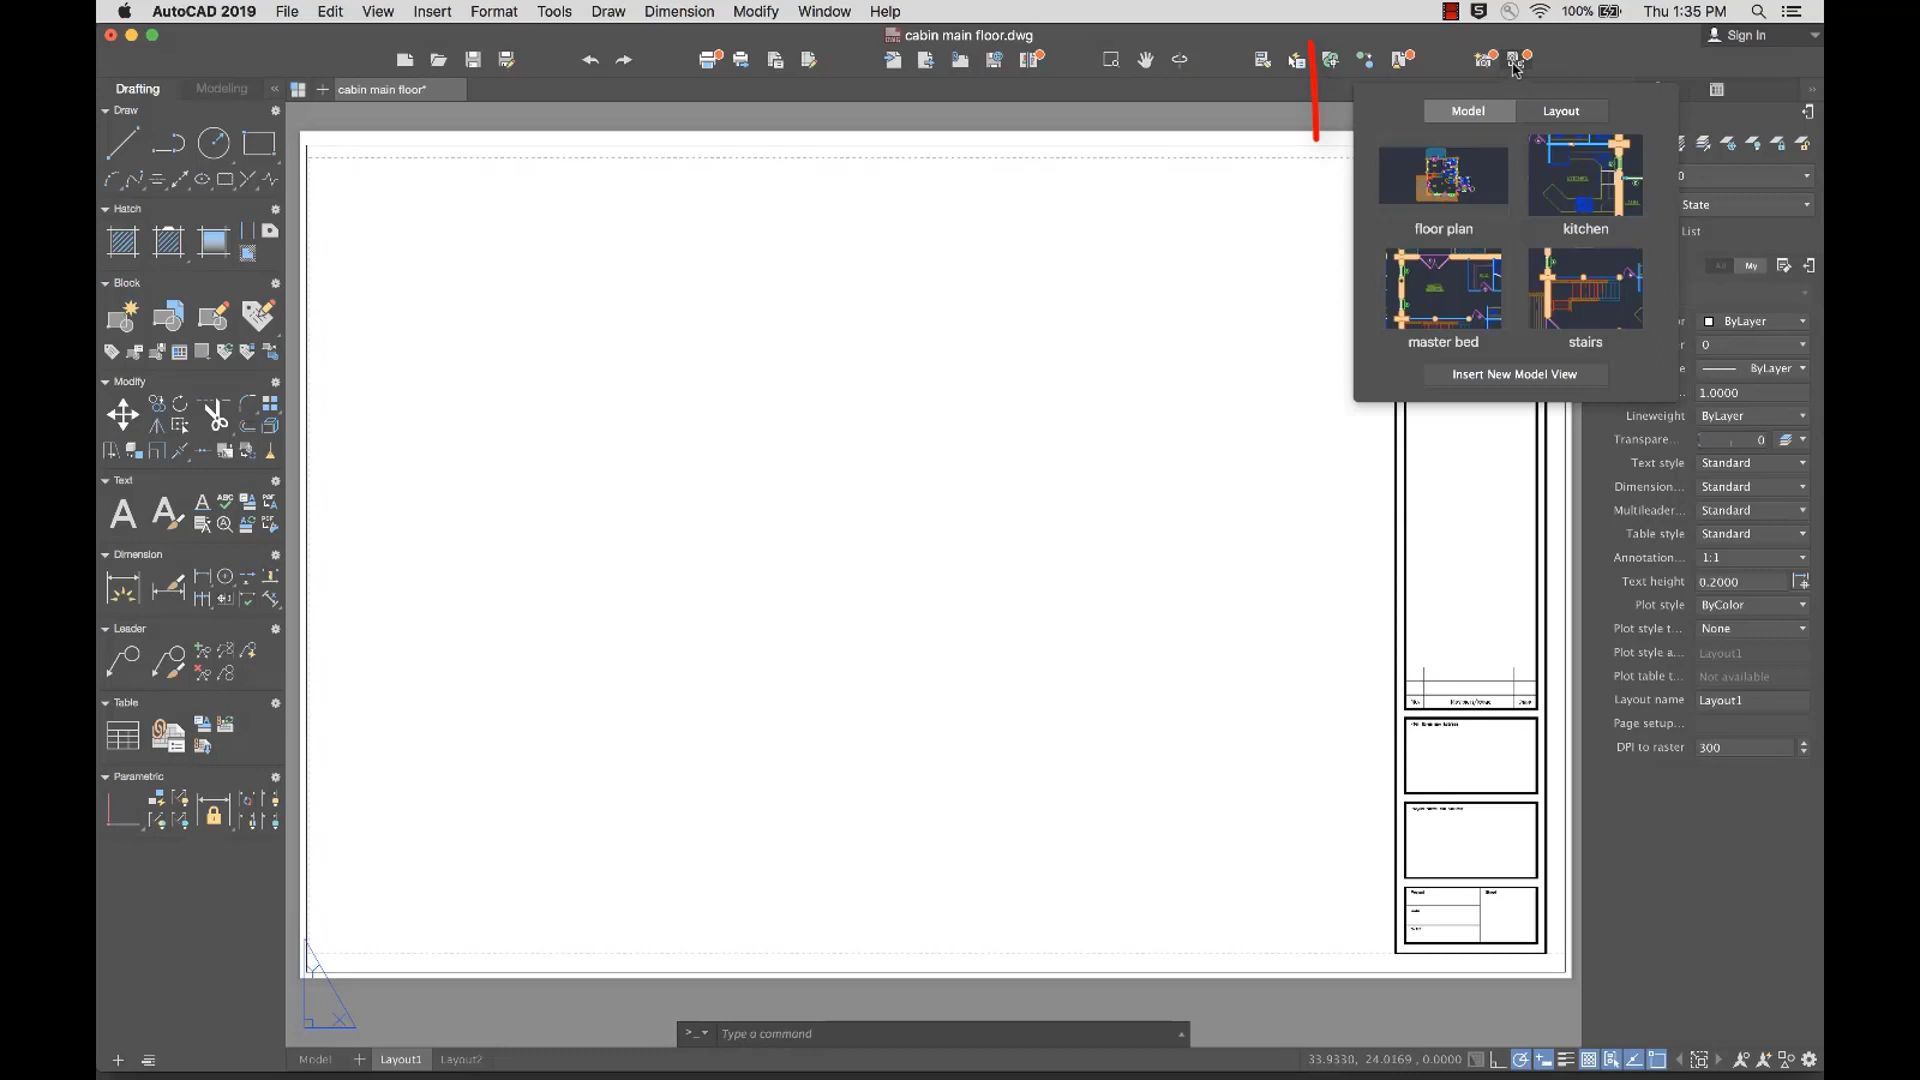 AutoCAD 2019 File Edit View Insert Format Tools Draw Dimension Modify Window Help 100% Thu 1:35 PM
cabin main floor.dwg Sign In
Drafting Modeling cabin main floor*
Draw
Model Layout
floor plan kitchen
0
State
Hatch
List
My
Block
master bed stairs
Insert New Model View
ByLayer
0
ByLayer
Modify
1.0000
Lineweight ByLayer
Transpare... 0
Text
Text style Standard
Dimension... Standard
Multileader... Standard
Table style Standard
Dimension
Annotation... 1:1
Text height 0.2000
Plot style ByColor
Leader
Plot style t... None
Plot style a... Layout1
Plot table t... Not available
Table
Layout name Layout1
Page setup...
DPI to raster 300
Parametric
>_ Type a command
Model Layout1 Layout2 33.9330, 24.0169, 0.0000